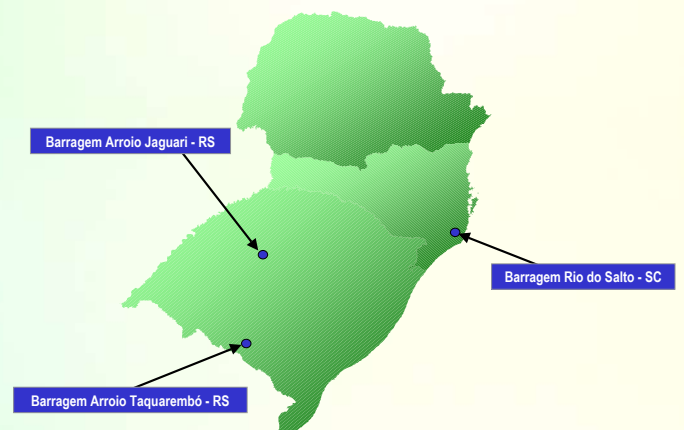 Barragem Arroio Jaguari - RS
Barragem Rio do Salto - SC
Barragem Arroio Taquarembó - RS